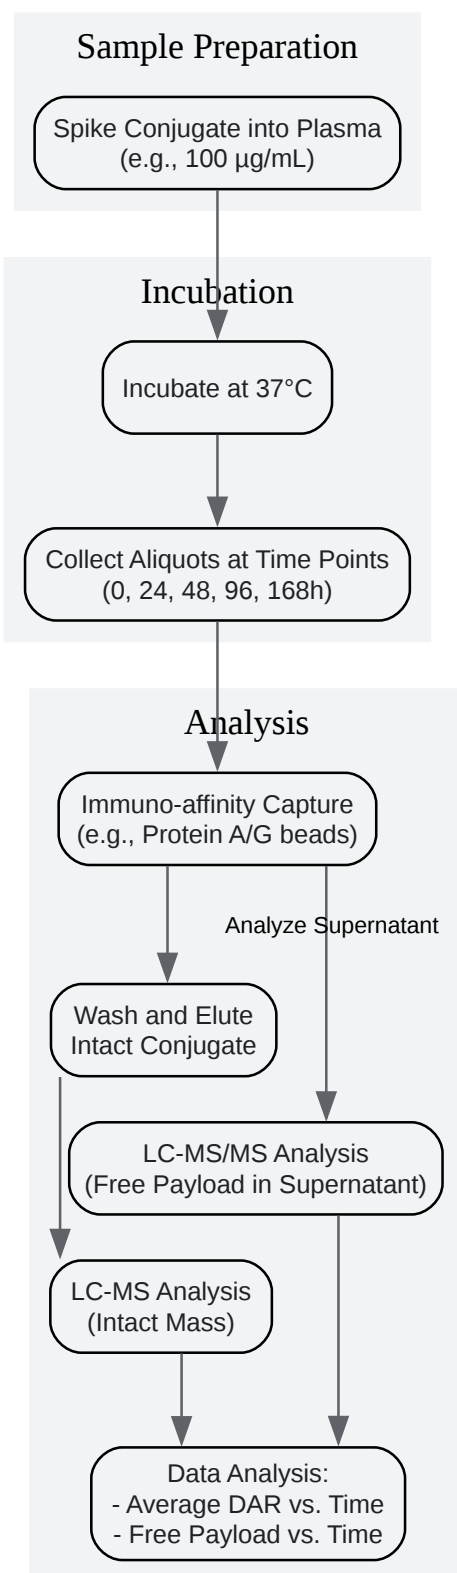 Sample Preparation
Spike Conjugate into Plasma
(e.g., 100 µg/mL)
Incubation
Incubate at 37°C
Collect Aliquots at Time Points
(0, 24, 48, 96, 168h)
Analysis
Immuno-affinity Capture
(e.g., Protein A/G beads)
Analyze Supernatant
Wash and Elute
Intact Conjugate
LC-MS/MS Analysis
(Free Payload in Supernatant)
LC-MS Analysis
(Intact Mass)
Data Analysis:
- Average DAR vs. Time
- Free Payload vs. Time